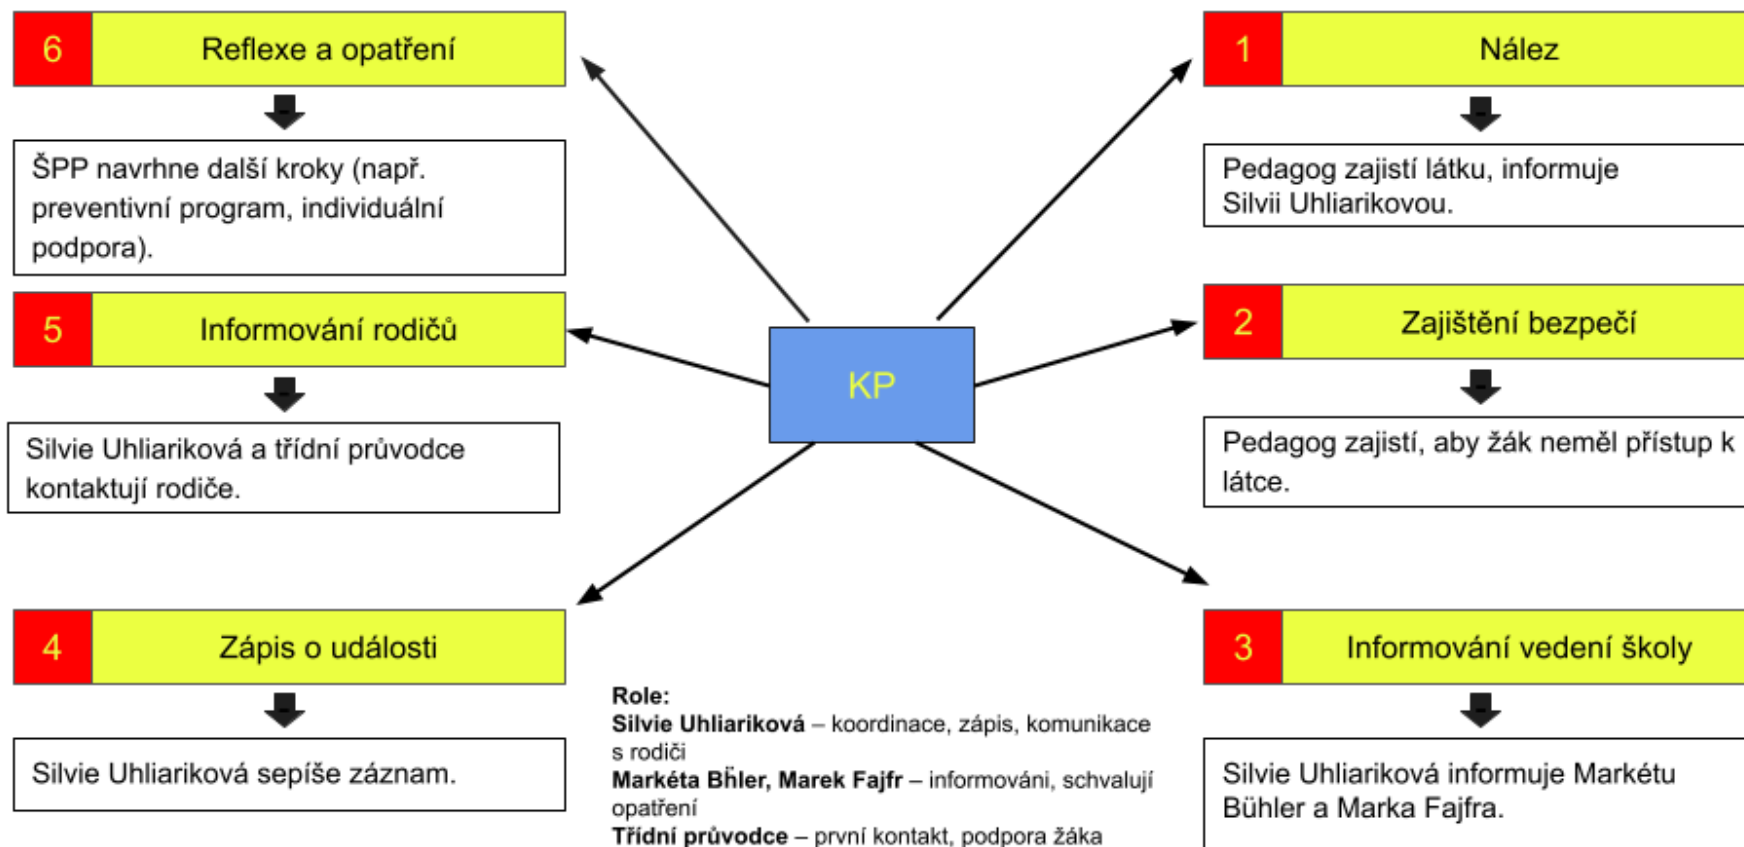 6
Reflexe a opatření
ŠPP navrhne další kroky (např.
preventivní program, individuální
podpora).
5
Informování rodičů
Silvie Uhliariková a třídní průvodce
kontaktují rodiče.
4
Zápis o události
Silvie Uhliariková sepíše záznam.
KP
1
Nález
Pedagog zajistí látku, informuje
Silvii Uhliarikovou.
2
Zajištění bezpečí
Pedagog zajistí, aby žák neměl přístup k
látce.
3
Informování vedení školy
Silvie Uhliariková informuje Markétu
Bühler a Marka Fajfra.
Role:
Silvie Uhliariková – koordinace, zápis, komunikace
s rodiči
Markéta Bḧler, Marek Fajfr – informováni, schvalují
opatření
Třídní průvodce – první kontakt, podpora žáka